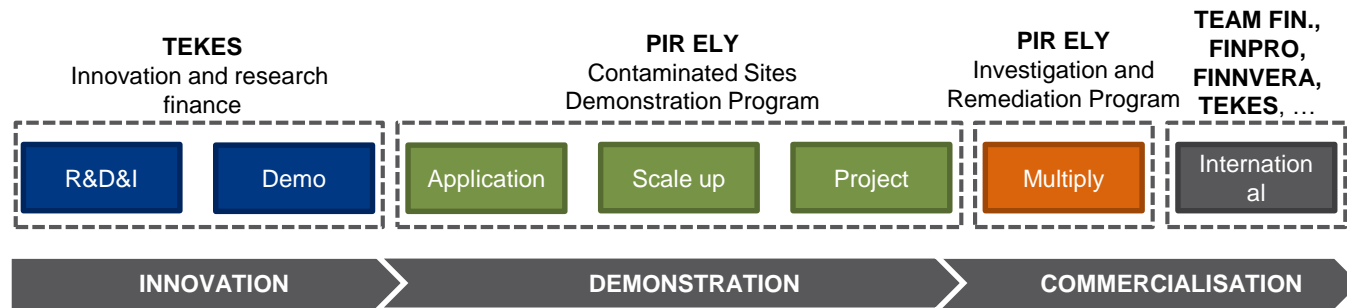 TEKES
Innovation and research
finance
PIR ELY
Contaminated Sites
Demonstration Program
PIR ELY
Investigation and
Remediation Program
TEAM FIN.,
FINPRO,
FINNVERA,
TEKES, ...
R&D&I
Demo
Application
Scale up
Project
Multiply
Internation
al
INNOVATION
DEMONSTRATION
COMMERCIALISATION